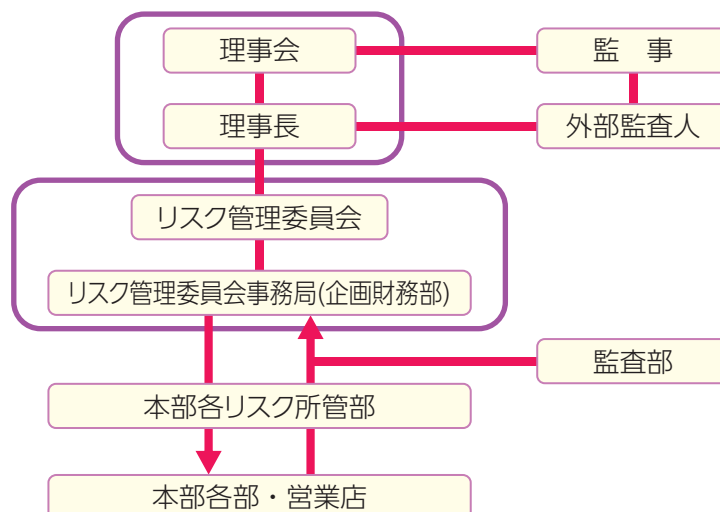 理事会
監　事
理事長
外部監査人
リスク管理委員会
リスク管理委員会事務局(企画財務部)
監査部
本部各リスク所管部
本部各部・営業店